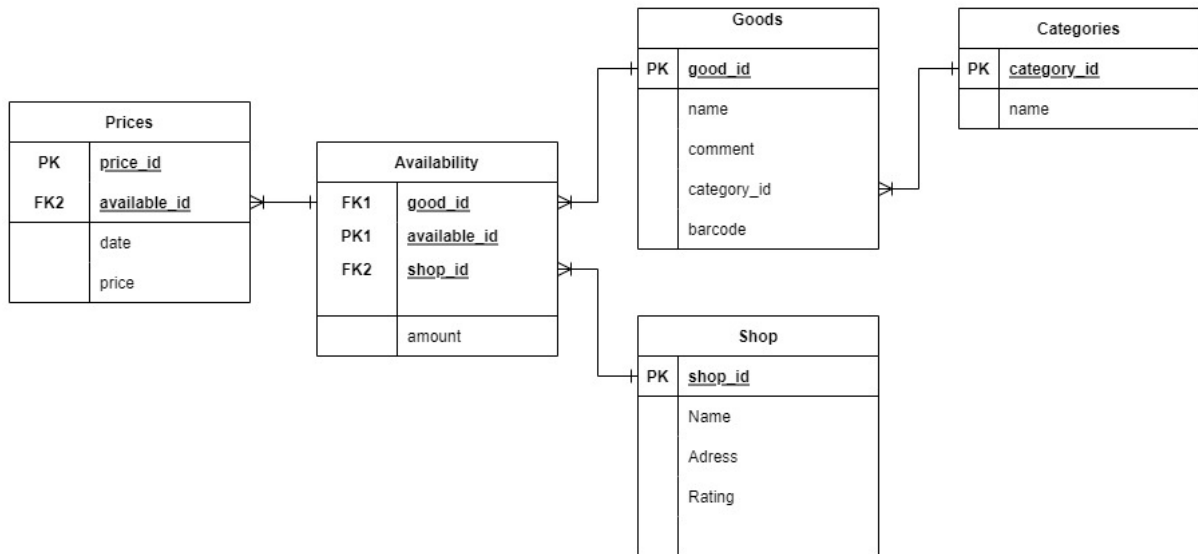 Prices
PK price_id
FK2 available_id
date
price
Availability
FK1 good_id
PK1 available_id
FK2 shop_id
amount
Goods
PK good_id
name
comment
category_id
barcode
Categories
PK category_id
name
Shop
PK shop_id
Name
Adress
Rating